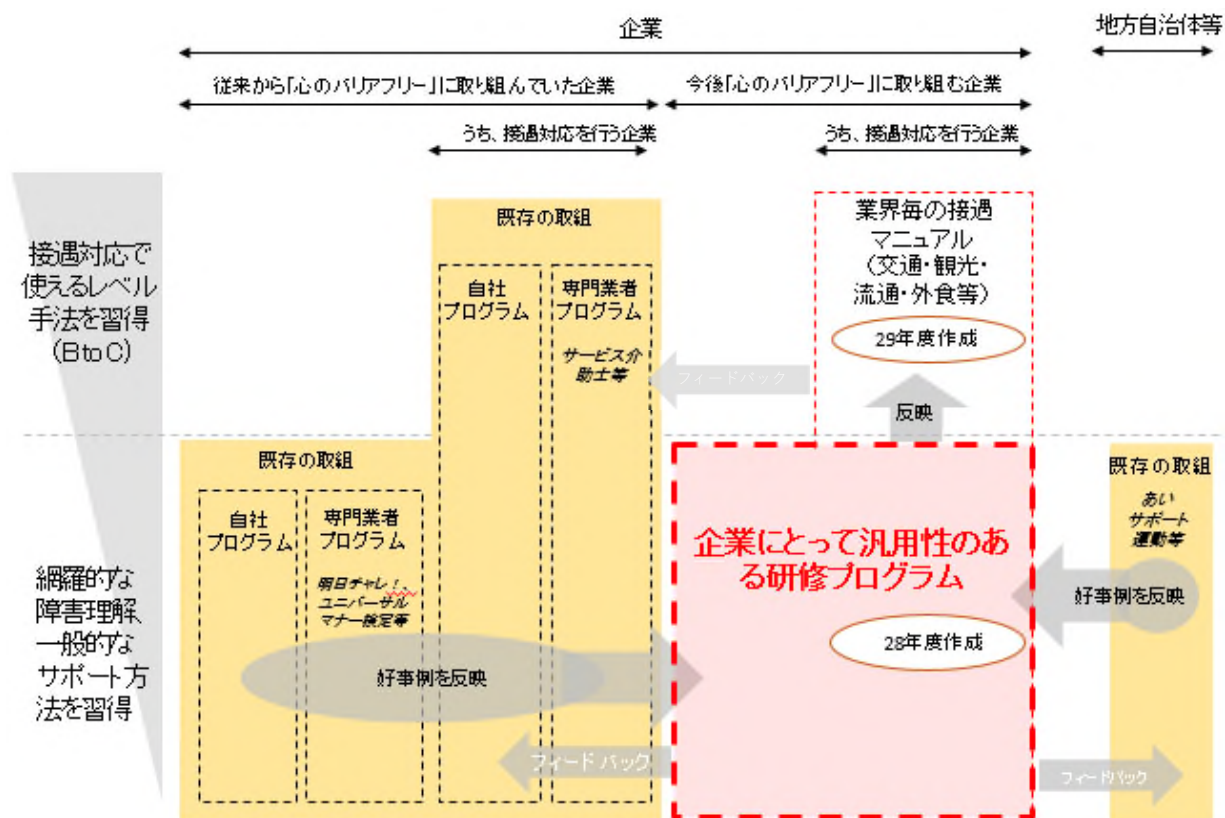 企業
地方自治体等
従来から「心のバリアフリー」に取り組んでいた企業
今後「心のバリアフリー」に取り組む企業
うち、接遇対応を行う企業
うち、接遇対応を行う企業
接遇対応で
使えるレベル
手法を習得
(BtoC)
既存の取組
自社
プログラム
専門業者
プログラム
サービス介
助士等
業界毎の接遇
マニュアル
(交通・観光・
流通・外食等)
29年度作成
フィードバック
反映
網羅的な
障害理解、
一般的な
サポート方
法を習得
既存の取組
自社
プログラム
専門業者
プログラム
明日チャレ!、
ユニバーサル
マナー検定等
好事例を反映
フィードバック
企業にとって汎用性のあ
る研修プログラム
28年度作成
既存の取組
あい
サポート
運動等
好事例を反映
フィードバック